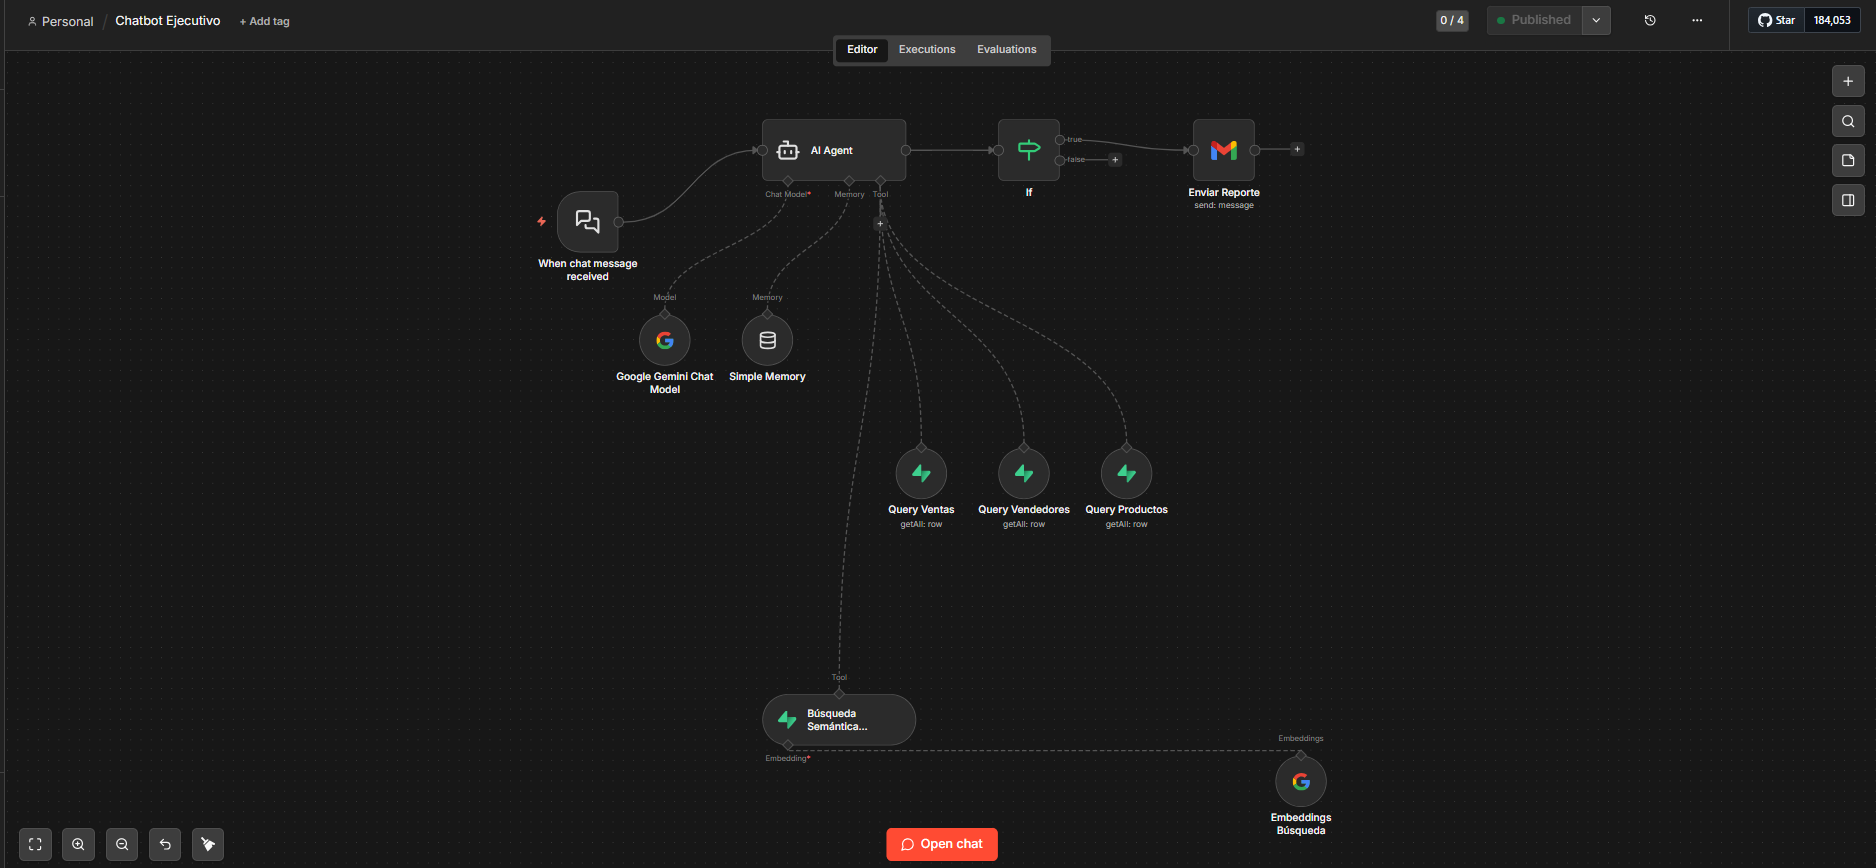 Personal / Chatbot Ejecutivo + Add tag
0 / 4
Published
Star 184,053
Editor Executions Evaluations
AI Agent
true
false
Chat Model*
Memory
Tool
If
Enviar Reporte
send: message
When chat message
received
Model
Memory
Google Gemini Chat
Model
Simple Memory
Query Ventas
getAll: row
Query Vendedores
getAll: row
Query Productos
getAll: row
Tool
Búsqueda
Semántica...
Embedding*
Embeddings
Embeddings
Búsqueda
Open chat